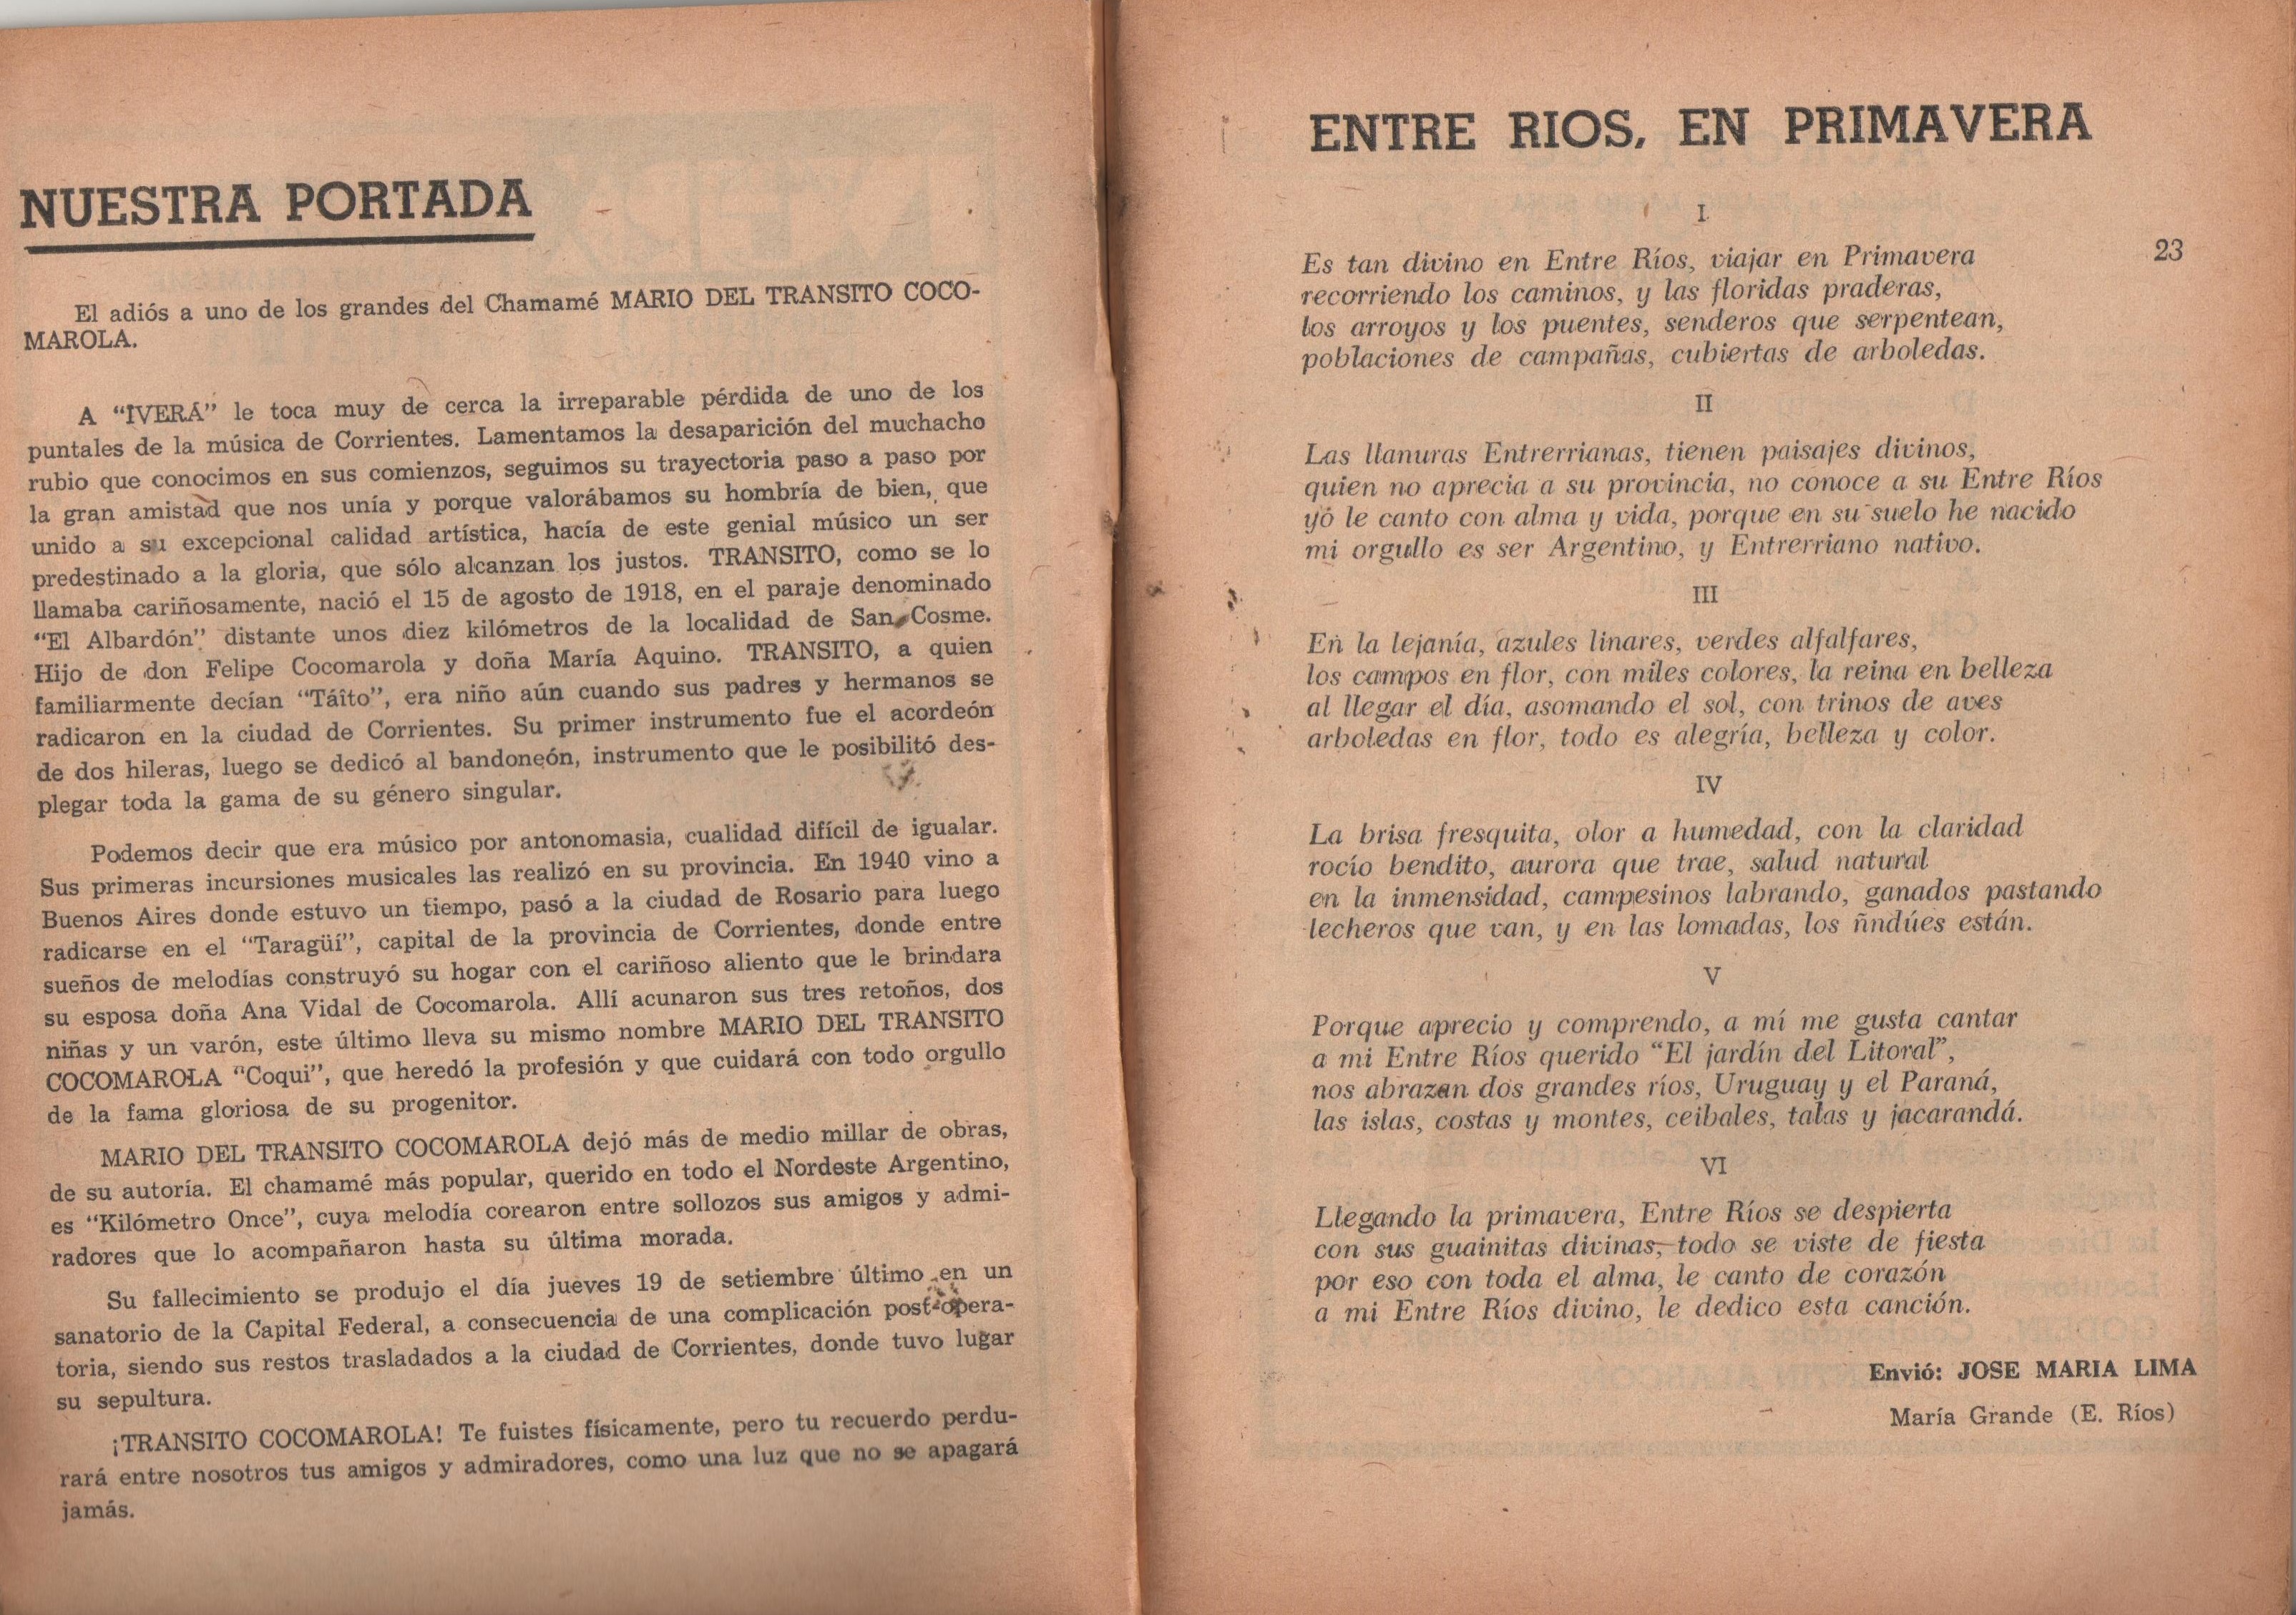 NUESTRA PORTADA
El adiós a uno de los grandes del Chamamé MARIO DEL TRANSITO COCO-
MAROLA.
A “IVERÁ” le toca muy de cerca la irreparable pérdida de uno de los
puntales de la música de Corrientes. Lamentamos la desaparición del muchacho
rubio que conocimos en sus comienzos, seguimos su trayectoria paso a paso por
la gran amistad que nos unía y porque valorábamos su hombría de bien, que
unido a su excepcional calidad artística, hacía de este genial músico un ser
predestinado a la gloria, que sólo alcanzan los justos. TRANSITO, como se lo
llamaba cariñosamente, nació el 15 de agosto de 1918, en el paraje denominado
“El Albardón” distante unos diez kilómetros de la localidad de San Cosme.
Hijo de don Felipe Cocomarola y doña María Aquino. TRANSITO, a quien
familiarmente decían “Táîto”, era niño aún cuando sus padres y hermanos se
radicaron en la ciudad de Corrientes. Su primer instrumento fue el acordeón
de dos hileras, luego se dedicó al bandoneón, instrumento que le posibilitó des-
plegar toda la gama de su género singular.
Podemos decir que era músico por antonomasia, cualidad difícil de igualar.
Sus primeras incursiones musicales las realizó en su provincia. En 1940 vino a
Buenos Aires donde estuvo un tiempo, pasó a la ciudad de Rosario para luego
radicarse en el “Taragüí”, capital de la provincia de Corrientes, donde entre
sueños de melodías construyó su hogar con el cariñoso aliento que le brindara
su esposa doña Ana Vidal de Cocomarola. Allí acunaron sus tres retoños, dos
niñas y un varón, este último lleva su mismo nombre MARIO DEL TRANSITO
COCOMAROLA “Coqui”, que heredó la profesión y que cuidará con todo orgullo
de la fama gloriosa de su progenitor.
MARIO DEL TRANSITO COCOMAROLA dejó más de medio millar de obras,
de su autoría. El chamamé más popular, querido en todo el Nordeste Argentino,
es “Kilómetro Once”, cuya melodía corearon entre sollozos sus amigos y admi-
radores que lo acompañaron hasta su última morada.
Su fallecimiento se produjo el día jueves 19 de setiembre último en un
sanatorio de la Capital Federal, a consecuencia de una complicación post-opera-
toria, siendo sus restos trasladados a la ciudad de Corrientes, donde tuvo lugar
su sepultura.
¡TRANSITO COCOMAROLA! Te fuistes físicamente, pero tu recuerdo perdu-
rará entre nosotros tus amigos y admiradores, como una luz que no se apagará
jamás.
ENTRE RIOS, EN PRIMAVERA
23
I
Es tan divino en Entre Ríos, viajar en Primavera
recorriendo los caminos, y las floridas praderas,
los arroyos y los puentes, senderos que serpentean,
poblaciones de campañas, cubiertas de arboledas.
II
Las llanuras Entrerrianas, tienen paisajes divinos,
quien no aprecia a su provincia, no conoce a su Entre Ríos
yó le canto con alma y vida, porque en su suelo he nacido
mi orgullo es ser Argentino, y Entrerriano nativo.
III
En la lejanía, azules linares, verdes alfalfares,
los campos en flor, con miles colores, la reina en belleza
al llegar el día, asomando el sol, con trinos de aves
arboledas en flor, todo es alegría, belleza y color.
IV
La brisa fresquita, olor a humedad, con la claridad
rocío bendito, aurora que trae, salud natural
en la inmensidad, campesinos labrando, ganados pastando
lecheros que van, y en las lomadas, los ñndúes están.
V
Porque aprecio y comprendo, a mí me gusta cantar
a mi Entre Ríos querido “El jardín del Litoral”,
nos abrazan dos grandes ríos, Uruguay y el Paraná,
las islas, costas y montes, ceibales, talas y jacarandá.
VI
Llegando la primavera, Entre Ríos se despierta
con sus guainitas divinas, todo se viste de fiesta
por eso con toda el alma, le canto de corazón
a mi Entre Ríos divino, le dedico esta canción.
Envió: JOSE MARIA LIMA
María Grande (E. Ríos)